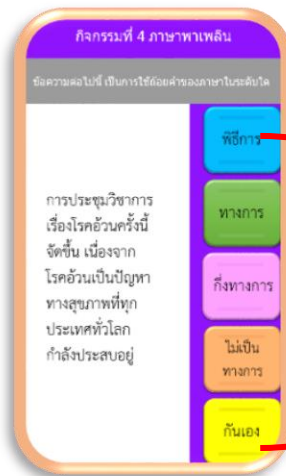 กิจกรรมที่ 4 ภาษาพาเพลิน
ข้อความต่อไปนี้ เป็นการใช้ถ้อยคำของภาษาในระดับใด
การประชุมวิชาการ
เรื่องโรคอ้วนครั้งนี้
จัดขึ้น เนื่องจาก
โรคอ้วนเป็นปัญหา
ทางสุขภาพที่ทุก
ประเทศทั่วโลก
กำลังประสบอยู่
พิธีการ
ทางการ
กึ่งทางการ
ไม่เป็น
ทางการ
กันเอง